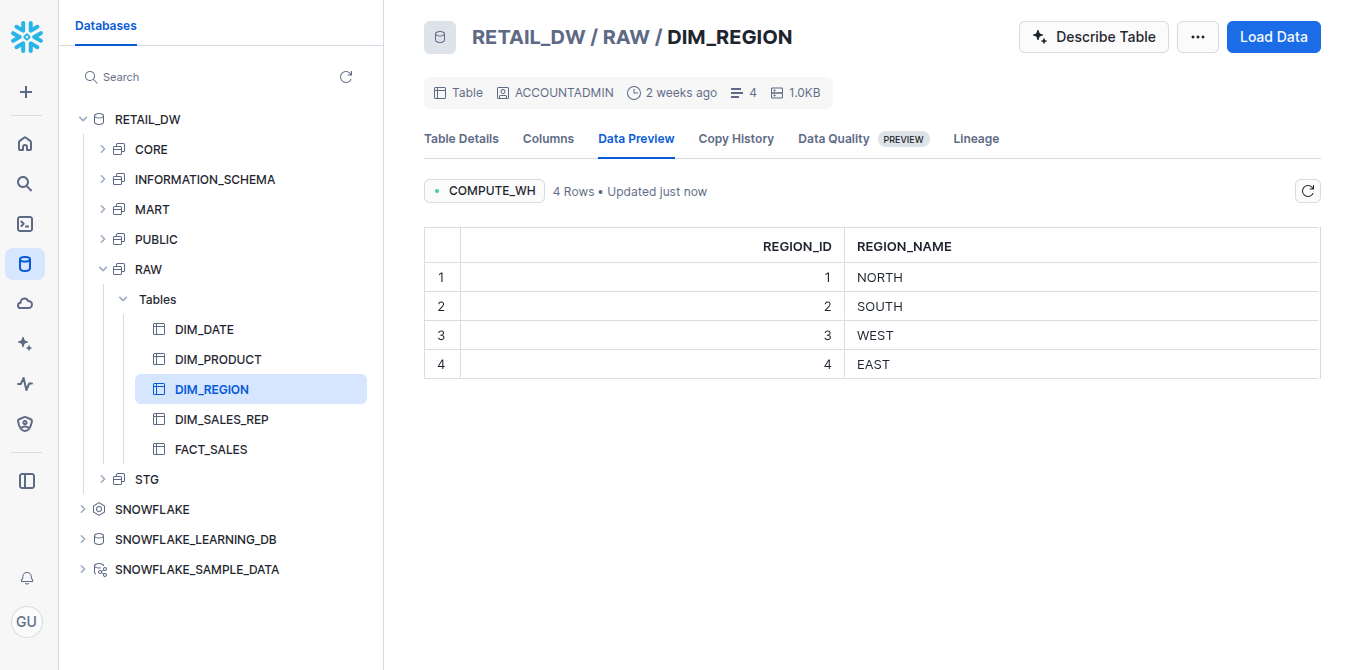 Databases
Search
RETAIL_DW
CORE
INFORMATION_SCHEMA
MART
PUBLIC
RAW
Tables
DIM_DATE
DIM_PRODUCT
DIM_REGION
DIM_SALES_REP
FACT_SALES
STG
SNOWFLAKE
SNOWFLAKE_LEARNING_DB
SNOWFLAKE_SAMPLE_DATA
GU
RETAIL_DW / RAW / DIM_REGION
Describe Table
Load Data
Table ACCOUNTADMIN 2 weeks ago 4 1.0KB
Table Details Columns Data Preview Copy History Data Quality PREVIEW Lineage
COMPUTE_WH 4 Rows • Updated just now
REGION_ID REGION_NAME
1 1 NORTH
2 2 SOUTH
3 3 WEST
4 4 EAST